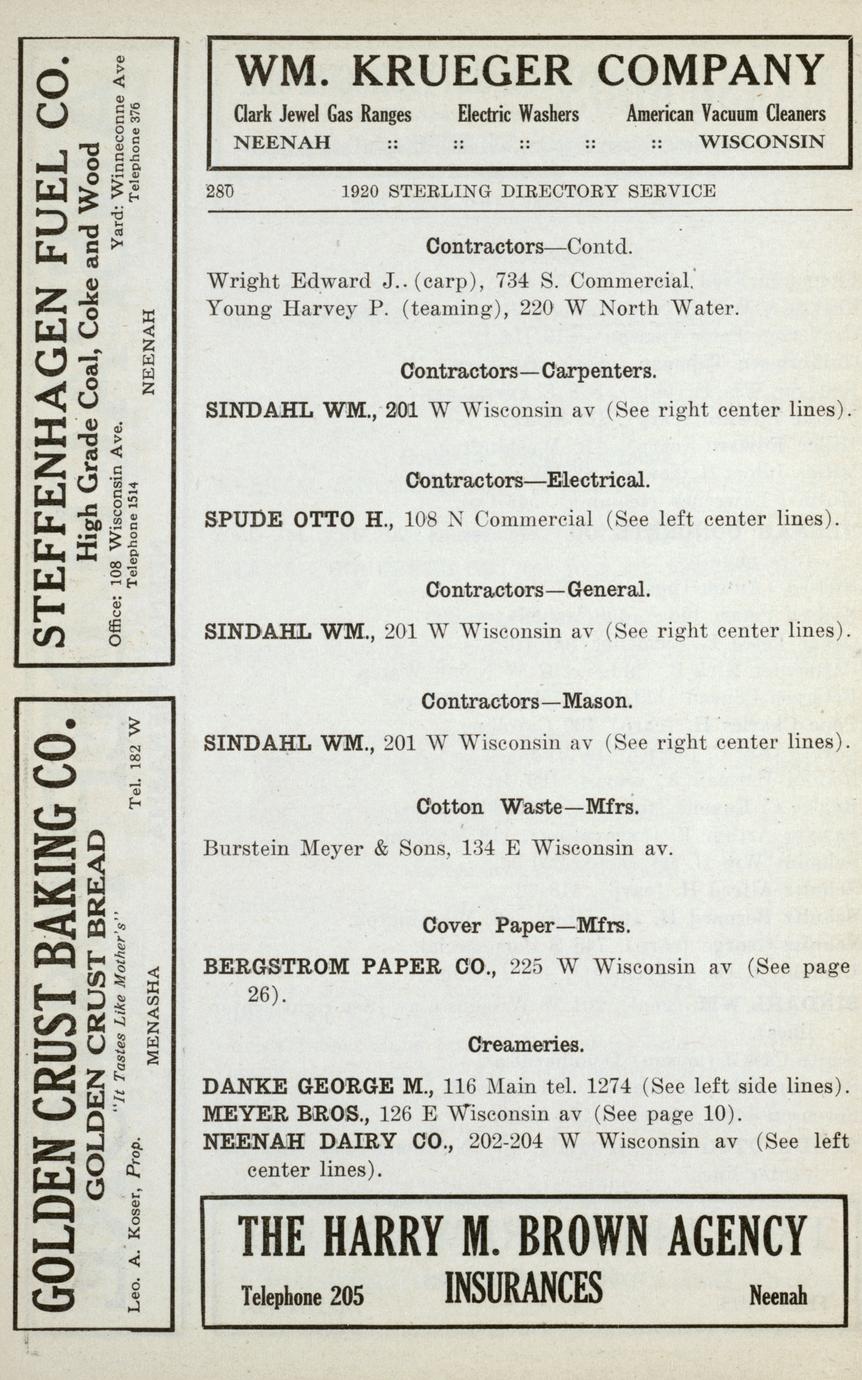 WM. KRUEGER COMPANY
Clark Jewel Gas Ranges Electric Washers American Vacuum Cleaners
NEENAH :: :: :: :: :: WISCONSIN
280 1920 STERLING DIRECTORY SERVICE
Contractors—Contd.
Wright Edward J.. (carp), 734 S. Commercial.
Young Harvey P. (teaming), 220 W North Water.
Contractors—Carpenters.
SINDAHL WM., 201 W Wisconsin av (See right center lines).
Contractors—Electrical.
SPUDE OTTO H., 108 N Commercial (See left center lines).
Contractors—General.
SINDAHL WM., 201 W Wisconsin av (See right center lines).
Contractors—Mason.
SINDAHL WM., 201 W Wisconsin av (See right center lines).
Cotton Waste—Mfrs.
Burstein Meyer & Sons, 134 E Wisconsin av.
Cover Paper—Mfrs.
BERGSTROM PAPER CO., 225 W Wisconsin av (See page
26).
Creameries.
DANKE GEORGE M., 116 Main tel. 1274 (See left side lines).
MEYER BROS., 126 E Wisconsin av (See page 10).
NEENAH DAIRY CO., 202-204 W Wisconsin av (See left
center lines).
THE HARRY M. BROWN AGENCY
Telephone 205 INSURANCES Neenah
STEFFENHAGEN FUEL CO.
High Grade Coal, Coke and Wood
Office: 108 Wisconsin Ave. Yard: Winneconne Ave
Telephone 1514 Telephone 376
NEENAH
GOLDEN CRUST BAKING CO.
GOLDEN CRUST BREAD
"It Tastes Like Mother's"
Leo. A. Koser, Prop. Tel. 182 W
MENASHA